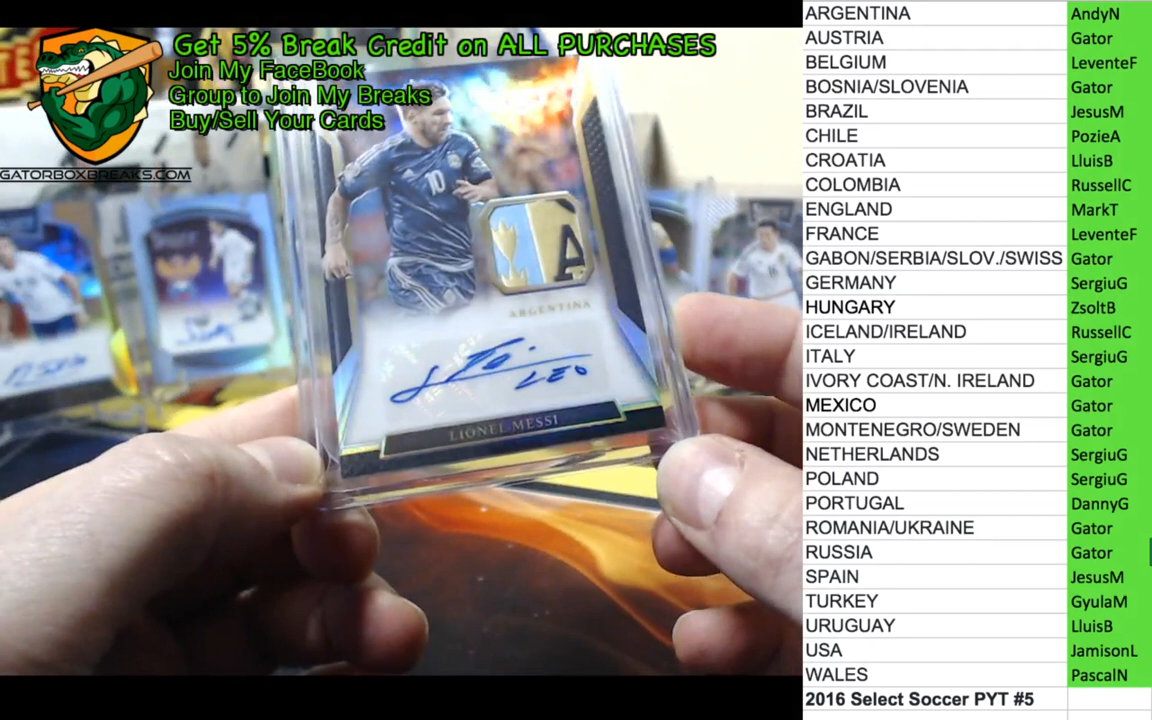 Get 5% Break Credit on ALL PURCHASES
Join My FaceBook
Group to Join My Breaks
Buy/Sell Your Cards
GATORBOXBREAKS.COM
10
A
ARGENTINA
LEO
LIONEL MESSI
ARGENTINA AndyN
AUSTRIA Gator
BELGIUM LeventeF
BOSNIA/SLOVENIA Gator
BRAZIL JesusM
CHILE PozieA
CROATIA LluisB
COLOMBIA RussellC
ENGLAND MarkT
FRANCE LeventeF
GABON/SERBIA/SLOV./SWISS Gator
GERMANY SergiuG
HUNGARY ZsoltB
ICELAND/IRELAND RussellC
ITALY SergiuG
IVORY COAST/N. IRELAND Gator
MEXICO Gator
MONTENEGRO/SWEDEN Gator
NETHERLANDS SergiuG
POLAND SergiuG
PORTUGAL DannyG
ROMANIA/UKRAINE Gator
RUSSIA Gator
SPAIN JesusM
TURKEY GyulaM
URUGUAY LluisB
USA JamisonL
WALES PascalN
2016 Select Soccer PYT #5